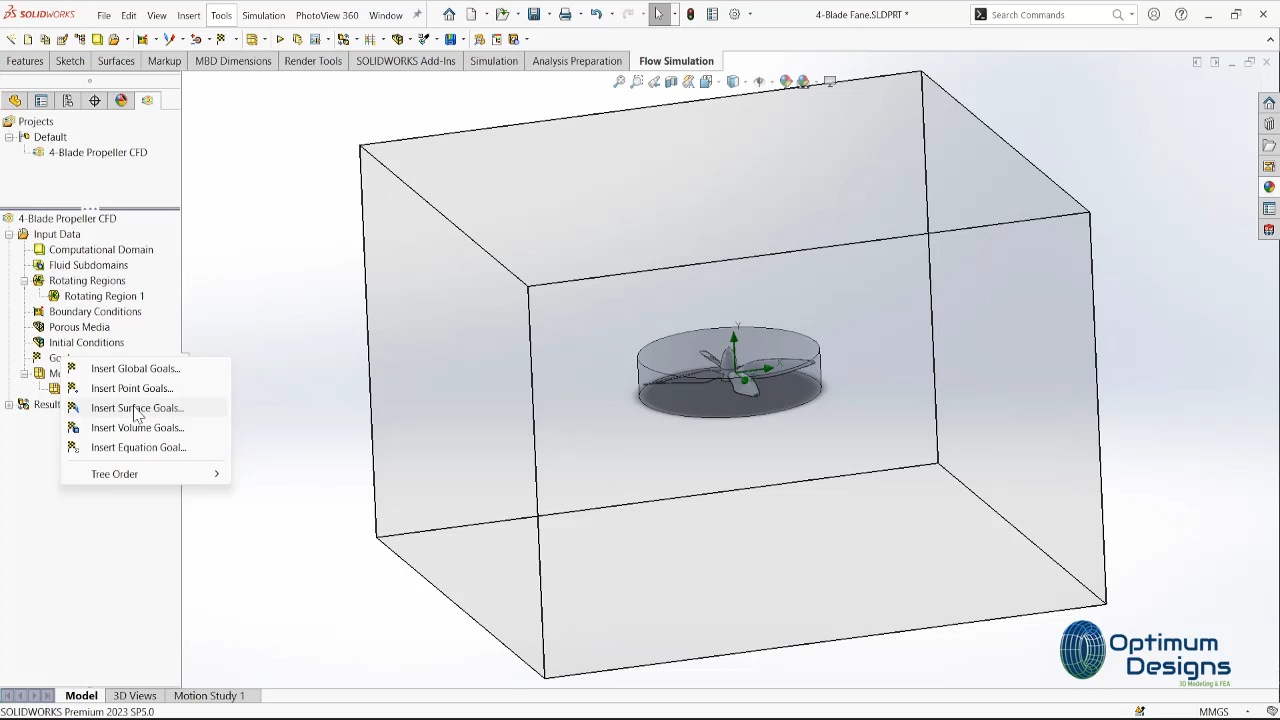 SOLIDWORKS File Edit View Insert Tools Simulation PhotoView 360 Window 4-Blade Fane.SLDPRT * Search Commands
Features Sketch Surfaces Markup MBD Dimensions Render Tools SOLIDWORKS Add-Ins Simulation Analysis Preparation Flow Simulation
Projects
Default
4-Blade Propeller CFD
4-Blade Propeller CFD
Input Data
Computational Domain
Fluid Subdomains
Rotating Regions
Rotating Region 1
Boundary Conditions
Porous Media
Initial Conditions
Insert Global Goals...
Insert Point Goals...
Insert Surface Goals...
Insert Volume Goals...
Insert Equation Goal...
Tree Order
Y
X
Optimum
Designs
3D Modeling & FEA
Model 3D Views Motion Study 1
SOLIDWORKS Premium 2023 SP5.0 MMGS